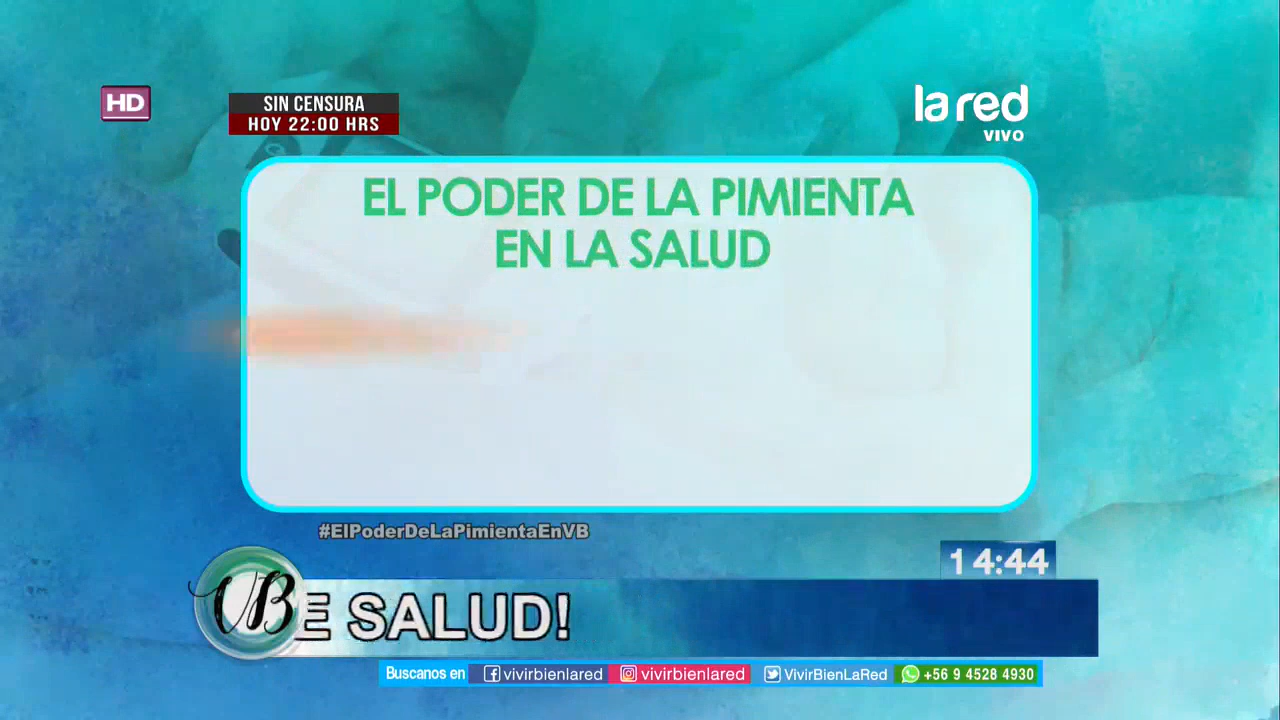 HD
SIN CENSURA
HOY 22:00 HRS
la red
VIVO
EL PODER DE LA PIMIENTA
EN LA SALUD
#ElPoderDeLaPimientaEnVB
14:44
VB
E SALUD!
Buscanos en vivirbienlared vivirbienlared VivirBienLaRed +56 9 4528 4930